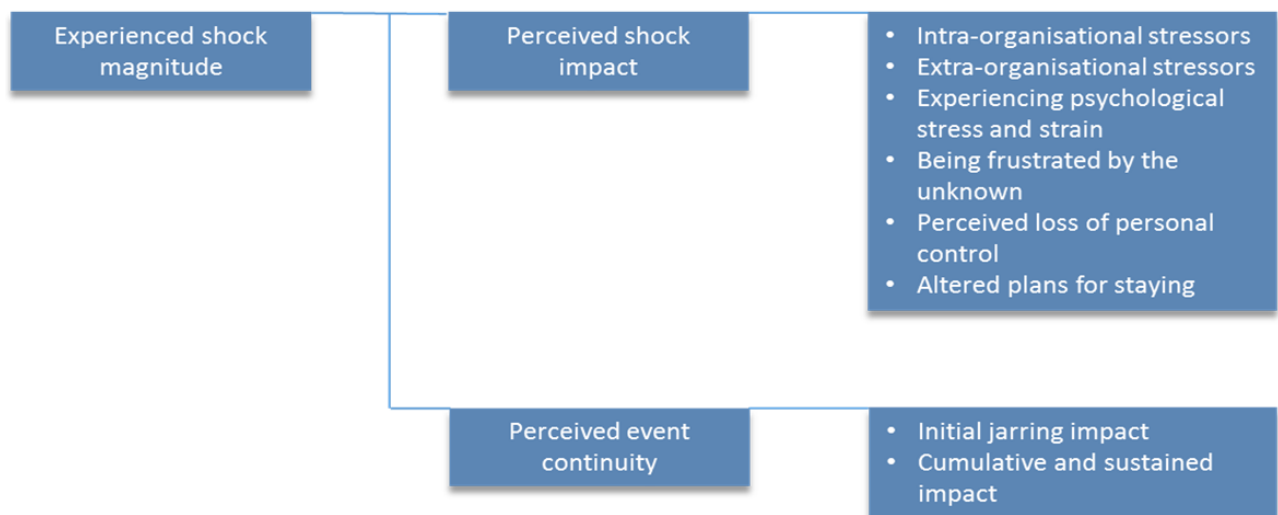 Experienced shock
magnitude
Perceived shock
impact
• Intra-organisational stressors
• Extra-organisational stressors
• Experiencing psychological
stress and strain
• Being frustrated by the
unknown
• Perceived loss of personal
control
• Altered plans for staying
Perceived event
continuity
• Initial jarring impact
• Cumulative and sustained
impact